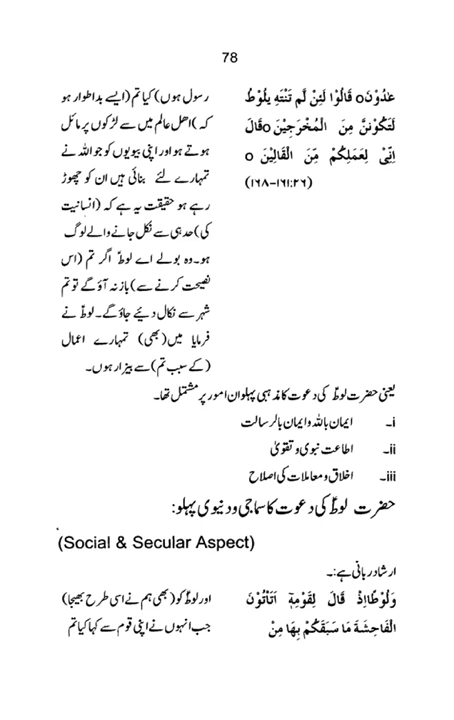 78
عٰدُوْنَo قَالُوْا لَئِنْ لَّمْ تَنْتَهِ يٰلُوْطُ
لَتَكُوْنَنَّ مِنَ الْمُخْرَجِيْنَo قَالَ
اِنِّىْ لِعَمَلِكُمْ مِّنَ الْقَالِيْنَ o
(۲۶:۱۶۱-۱۶۸)
رسول ہوں) کیا تم (ایسے بداطوار ہو
کہ) اھل عالم میں سے لڑکوں پر مائل
ہوتے ہو اور اپنی بیویوں کو جو اللہ نے
تمہارے لئے بنائی ہیں ان کو چھوڑ
رہے ہو حقیقت یہ ہے کہ (انسانیت
کی) حد ہی سے نکل جانے والے لوگ
ہو۔ وہ بولے اے لوطؑ اگر تم (اس
نصیحت کرنے سے) باز نہ آؤ گے تو تم
شہر سے نکال دیئے جاؤ گے۔ لوطؑ نے
فرمایا میں (بھی) تمہارے اعمال
(کے سبب تم) سے بیزار ہوں۔
یعنی حضرت لوطؑ کی دعوت کا مذہبی پہلو ان امور پر مشتمل تھا۔
i۔ ایمان باللہ و ایمان بالرسالت
ii۔ اطاعت نبوی و تقویٰ
iii۔ اخلاق و معاملات کی اصلاح
حضرت لوطؑ کی دعوت کا سماجی و دنیوی پہلو:
(Social & Secular Aspect)
ارشاد ربانی ہے:۔
وَلُوْطًا اِذْ قَالَ لِقَوْمِهٖٓ اَتَاْتُوْنَ
الْفَاحِشَةَ مَا سَبَقَكُمْ بِهَا مِنْ
اور لوطؑ کو (بھی ہم نے اسی طرح بھیجا)
جب انہوں نے اپنی قوم سے کہا کیا تم